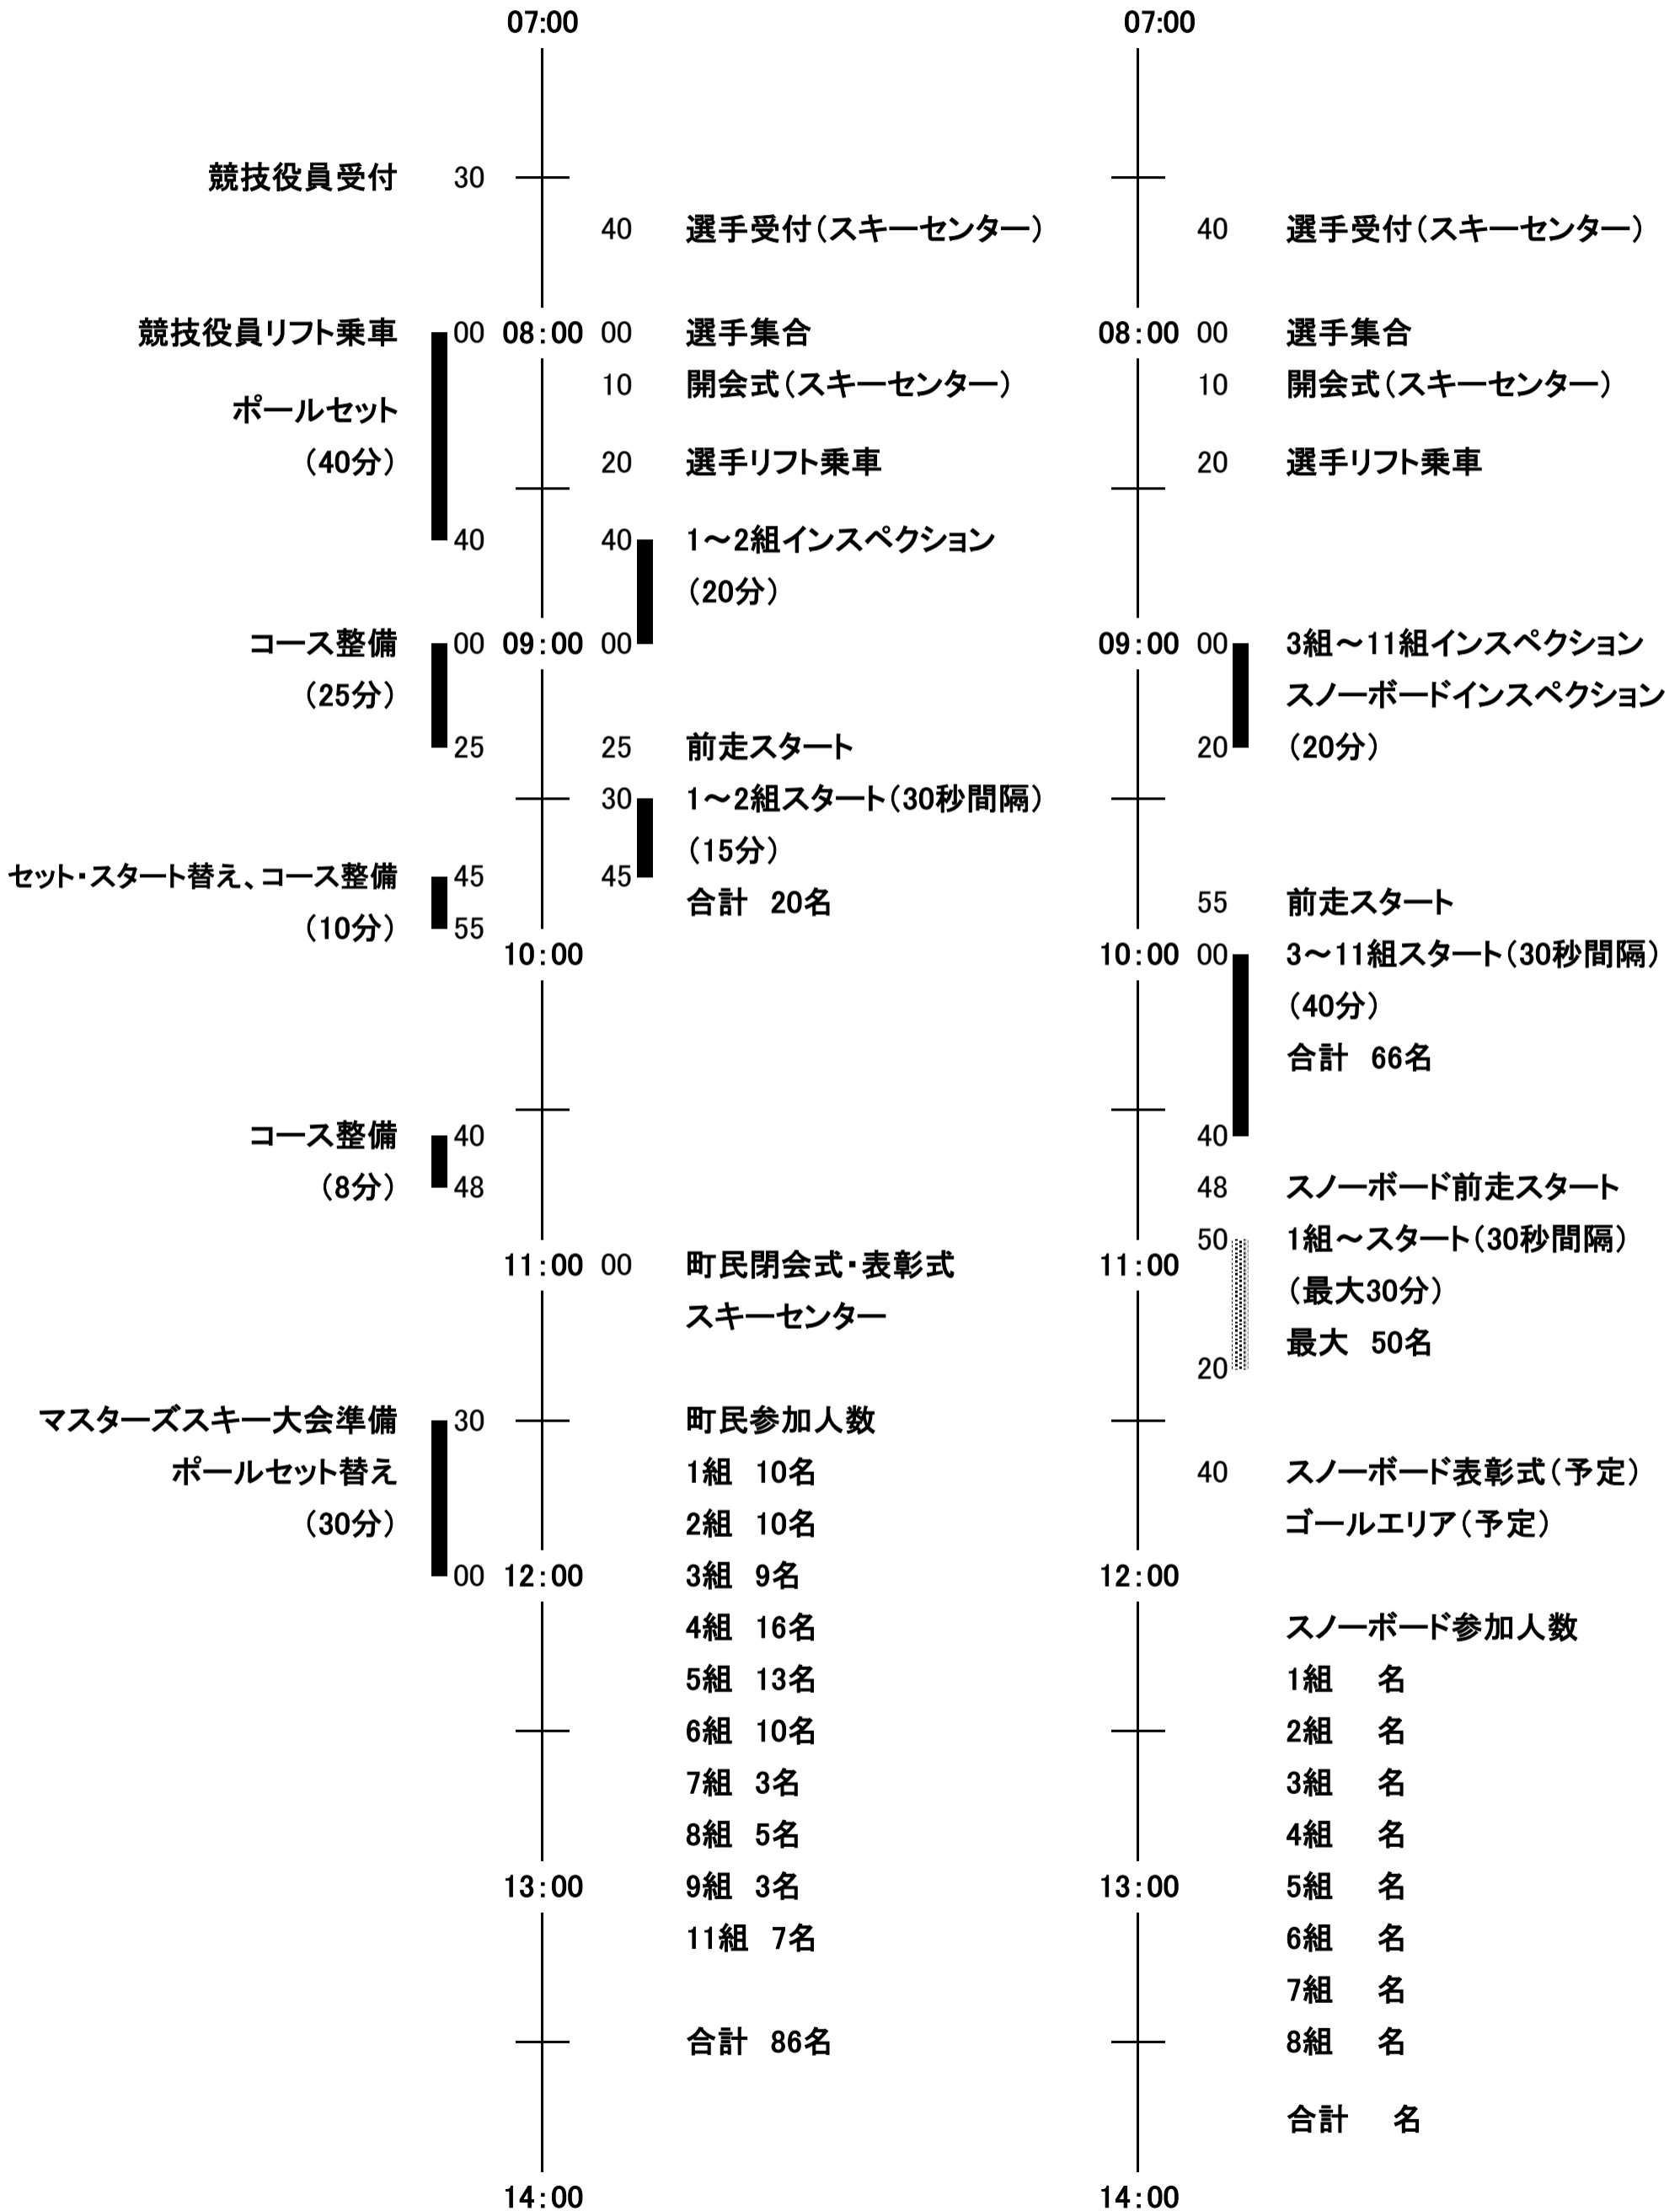 07:00 07:00
競技役員受付 30
40 選手受付（スキーセンター） 40 選手受付（スキーセンター）
競技役員リフト乗車 00 08:00 00 選手集合 08:00 00 選手集合
10 開会式（スキーセンター） 10 開会式（スキーセンター）
ポールセット
（40分） 20 選手リフト乗車 20 選手リフト乗車
40 40 1～2組インスペクション
（20分）
コース整備 00 09:00 00 09:00 00 3組～11組インスペクション
（25分） スノーボードインスペクション
25 25 前走スタート 20 （20分）
30 1～2組スタート（30秒間隔）
（15分）
セット・スタート替え、コース整備 45 45
合計 20名 55 前走スタート
（10分） 55
10:00 10:00 00 3～11組スタート（30秒間隔）
（40分）
合計 66名
コース整備 40 40
（8分） 48 48 スノーボード前走スタート
50 1組～スタート（30秒間隔）
11:00 00 町民閉会式・表彰式 11:00
（最大30分）
スキーセンター
最大 50名
20
マスターズスキー大会準備 30 町民参加人数
ポールセット替え 1組 10名 40 スノーボード表彰式（予定）
（30分） 2組 10名 ゴールエリア（予定）
00 12:00 3組 9名 12:00
4組 16名 スノーボード参加人数
5組 13名 1組 名
6組 10名 2組 名
7組 3名 3組 名
8組 5名 4組 名
13:00 9組 3名 13:00 5組 名
11組 7名 6組 名
7組 名
合計 86名 8組 名
合計 名
14:00 14:00